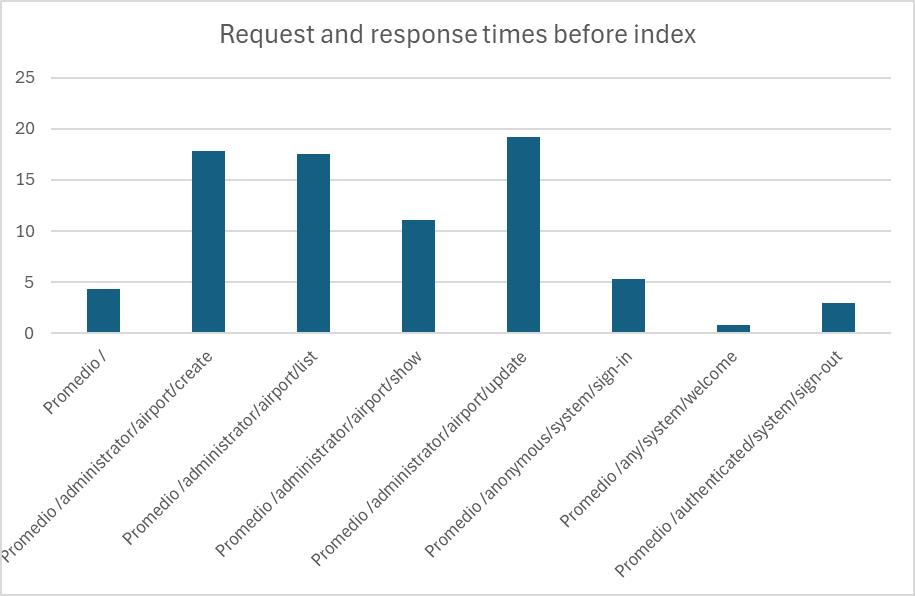 Request and response times before index
25
20
15
10
5
0
Promedio /
Promedio /administrator/airport/create
Promedio /administrator/airport/list
Promedio /administrator/airport/show
Promedio /administrator/airport/update
Promedio /anonymous/system/sign-in
Promedio /any/system/welcome
Promedio /authenticated/system/sign-out